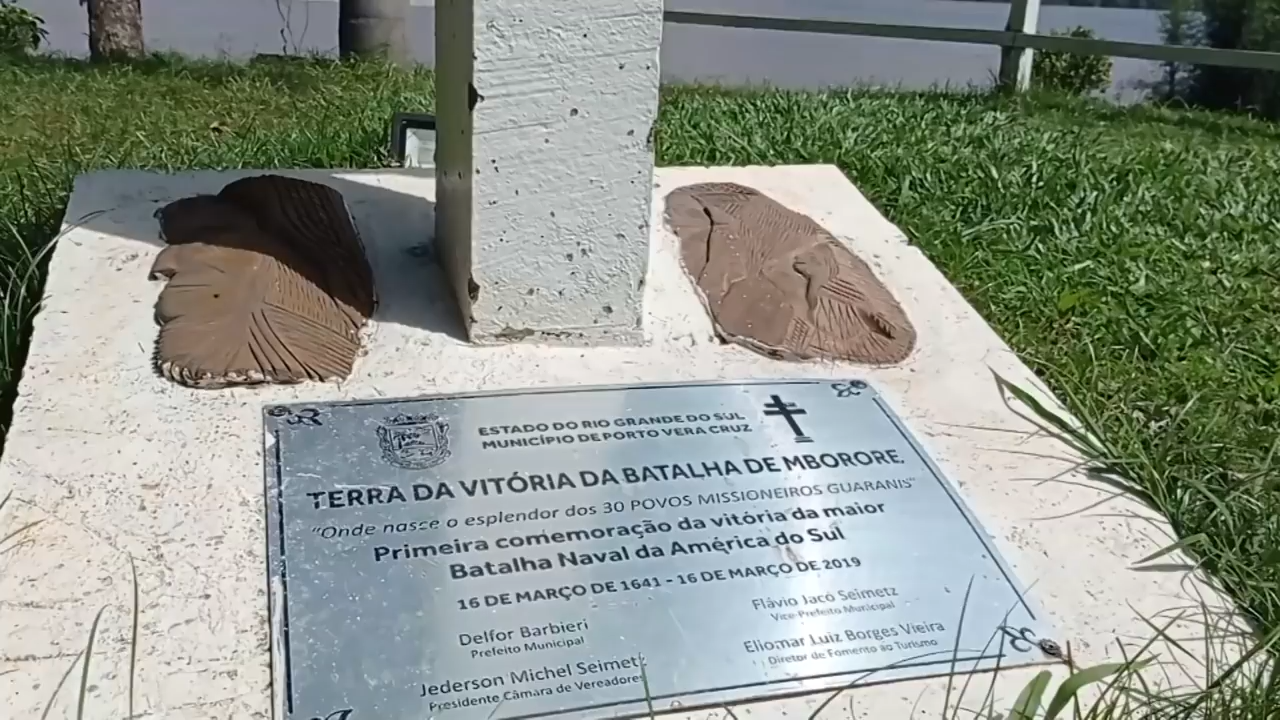 ESTADO DO RIO GRANDE DO SUL
MUNICÍPIO DE PORTO VERA CRUZ
TERRA DA VITÓRIA DA BATALHA DE MBORORE
"Onde nasce o esplendor dos 30 POVOS MISSIONEIROS GUARANIS"
Primeira comemoração da vitória da maior
Batalha Naval da América do Sul
16 DE MARÇO DE 1641 - 16 DE MARÇO DE 2019
Delfor Barbieri
Prefeito Municipal
Flávio Jacó Seimetz
Vice-Prefeito Municipal
Jederson Michel Seimetz
Presidente Câmara de Vereadores
Eliomar Luiz Borges Vieira
Diretor de Fomento ao Turismo